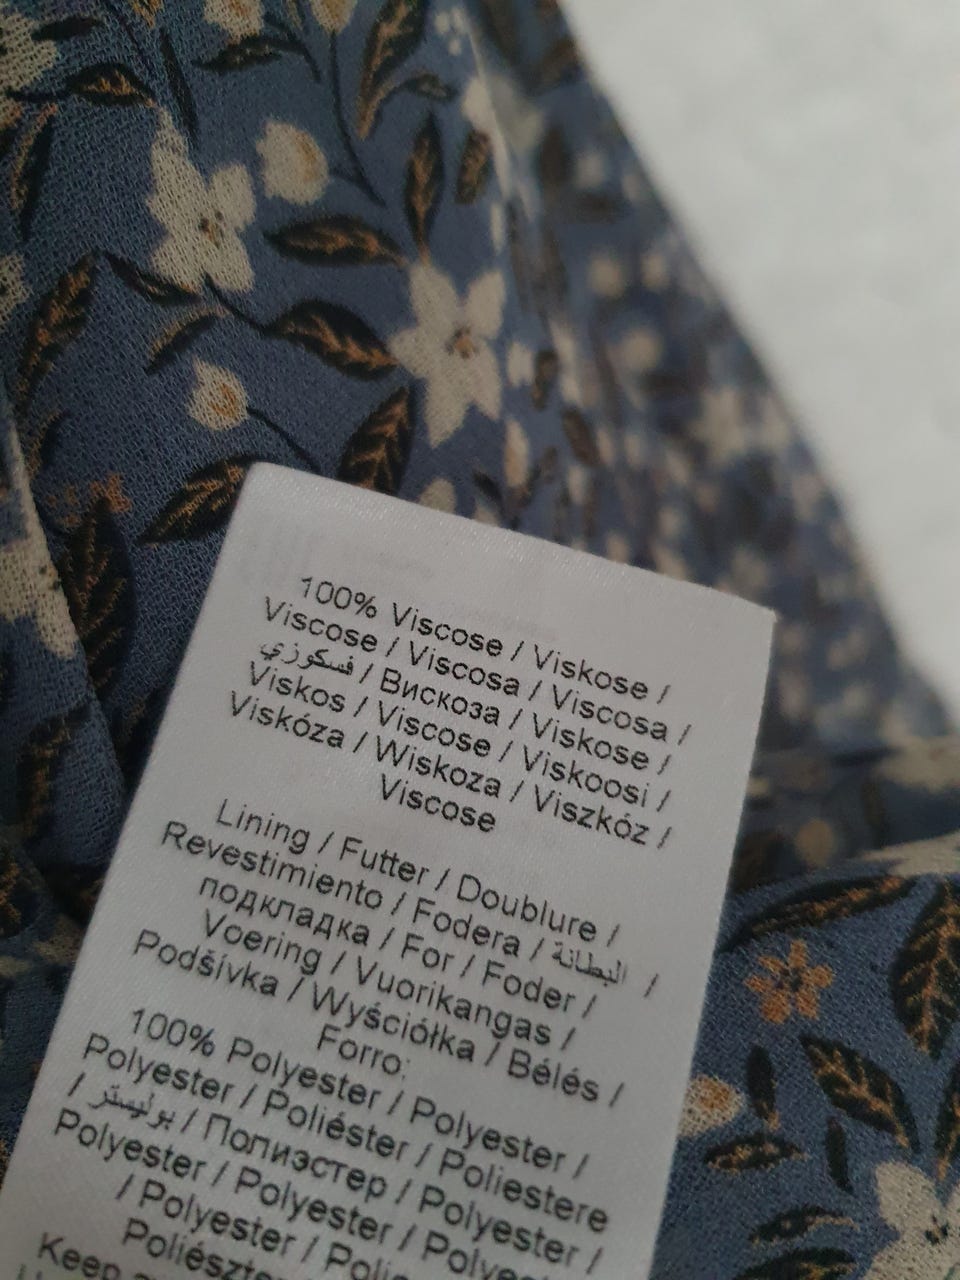 100% Viscose / Viskose /
Viscose / Viscosa / Viscosa /
فسكوزي / Вискоза / Viskose /
Viskos / Viscose / Viskoosi /
Viskóza / Wiskoza / Viszkóz /
Viscose
Lining / Futter / Doublure /
Revestimiento / Fodera / البطانة /
подкладка / For / Foder /
Voering / Vuorikangas /
Podšívka / Wyściółka / Bélés /
Forro:
100% Polyester / Polyester /
Polyester / Poliéster / Poliestere
/ بوليستر / Полиэстер / Polyester /
Polyester / Polyester /
/ Polyester /
Keep